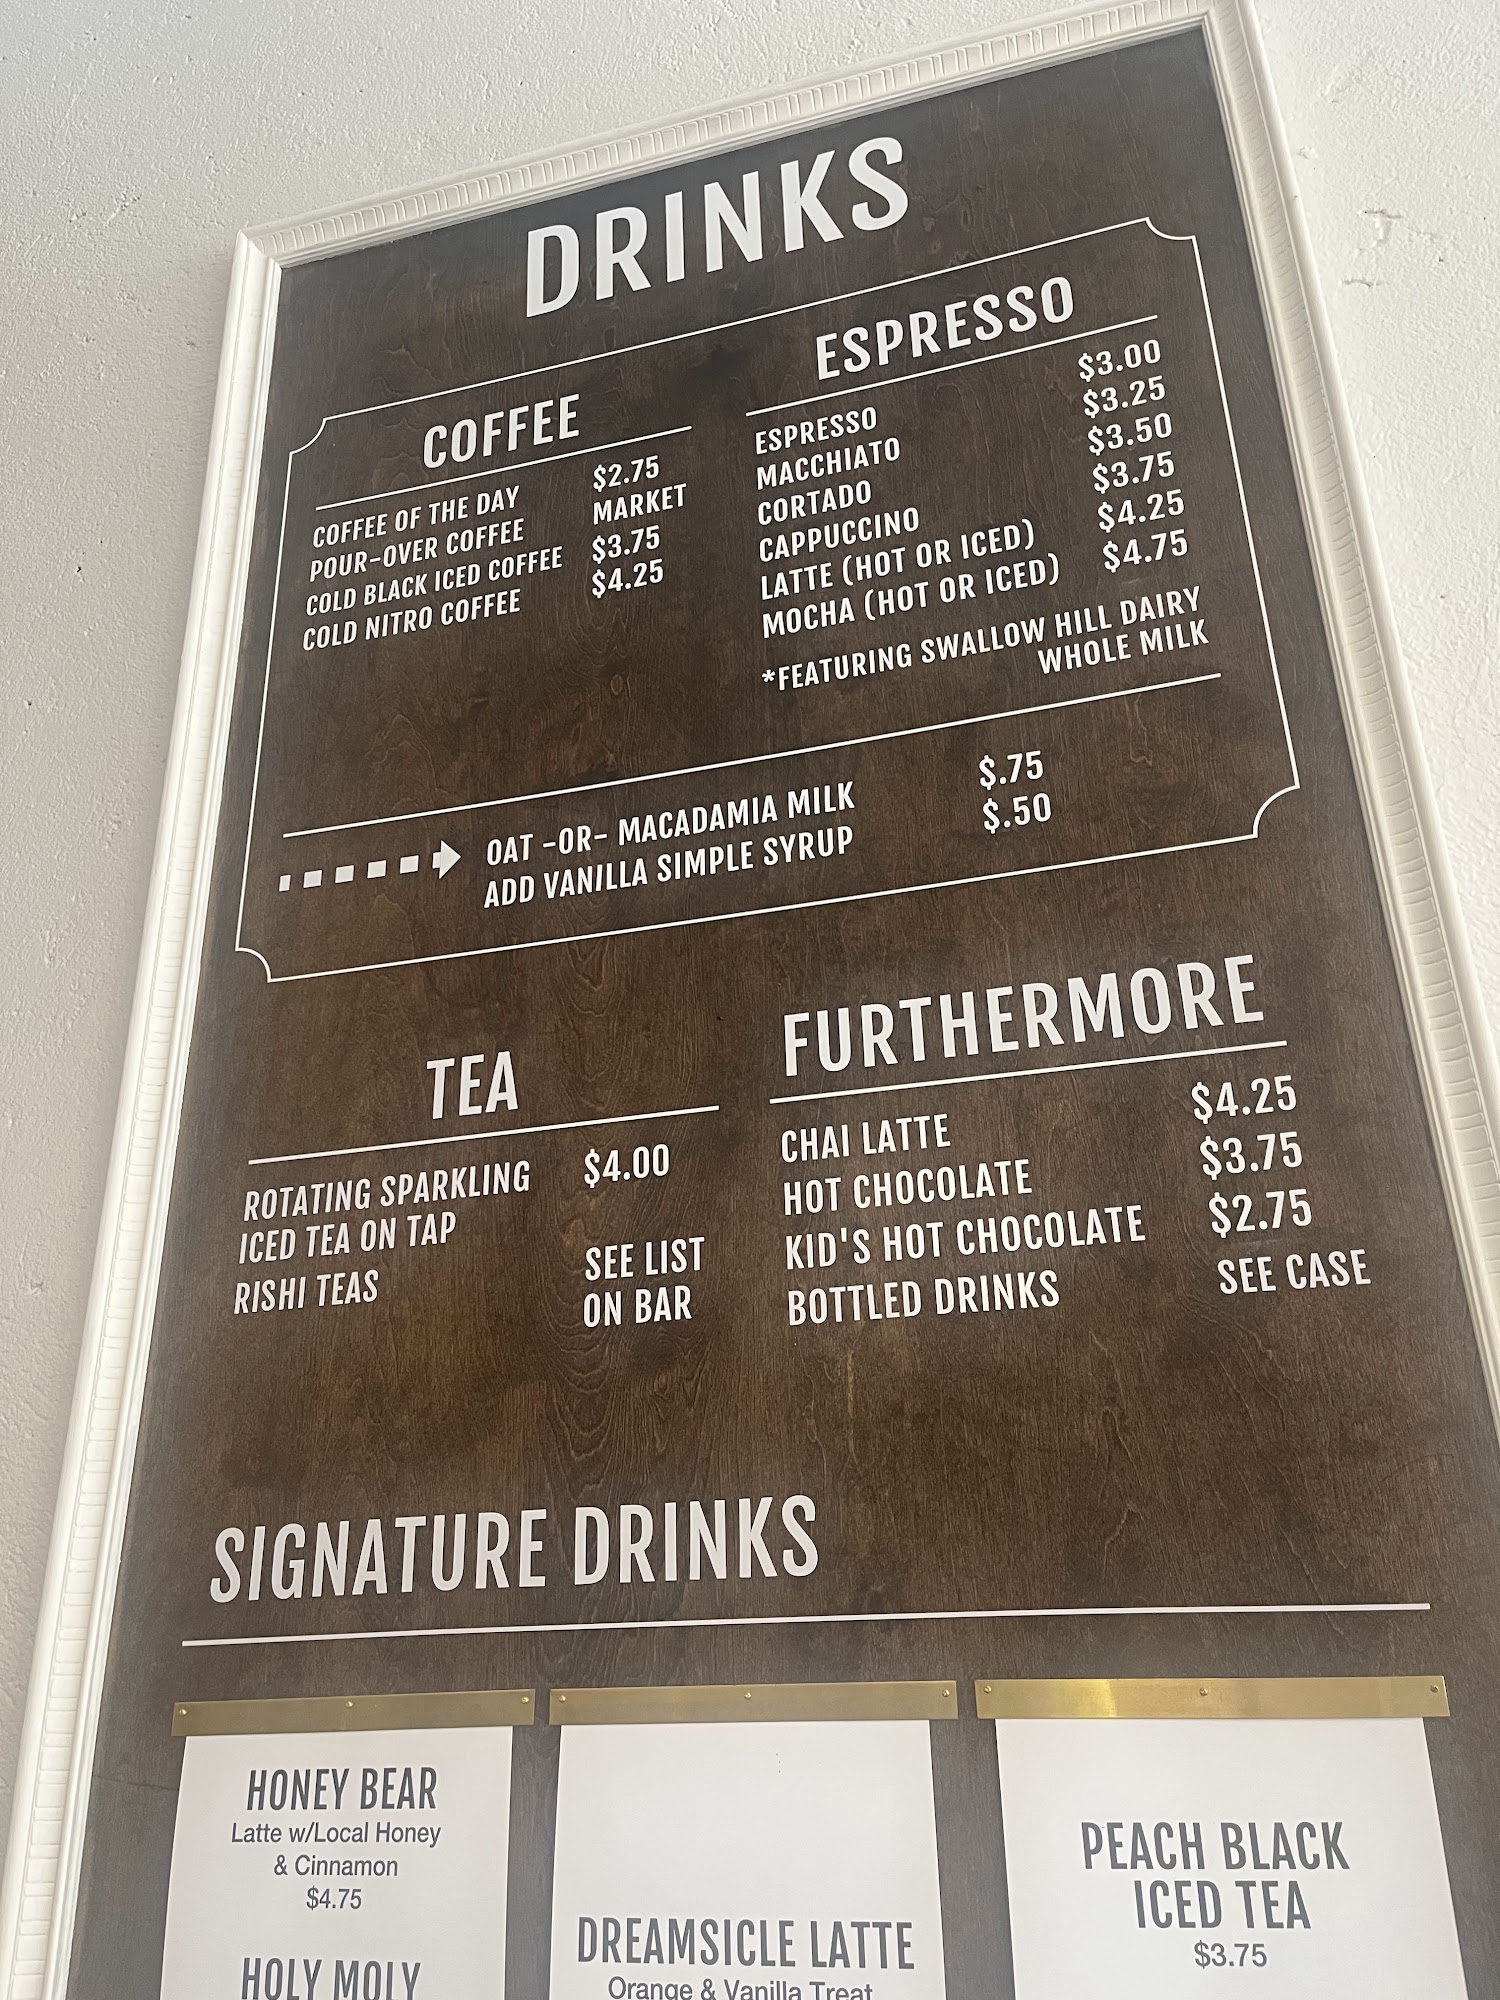 DRINKS
COFFEE
COFFEE OF THE DAY $2.75
POUR-OVER COFFEE MARKET
COLD BLACK ICED COFFEE $3.75
COLD NITRO COFFEE $4.25
ESPRESSO
ESPRESSO $3.00
MACCHIATO $3.25
CORTADO $3.50
CAPPUCCINO $3.75
LATTE (HOT OR ICED) $4.25
MOCHA (HOT OR ICED) $4.75
*FEATURING SWALLOW HILL DAIRY
WHOLE MILK
OAT -OR- MACADAMIA MILK $.75
ADD VANILLA SIMPLE SYRUP $.50
TEA
ROTATING SPARKLING $4.00
ICED TEA ON TAP
RISHI TEAS SEE LIST
ON BAR
FURTHERMORE
CHAI LATTE $4.25
HOT CHOCOLATE $3.75
KID'S HOT CHOCOLATE $2.75
BOTTLED DRINKS SEE CASE
SIGNATURE DRINKS
HONEY BEAR
Latte w/Local Honey
& Cinnamon
$4.75
HOLY MOLY
DREAMSICLE LATTE
Orange & Vanilla Treat
PEACH BLACK
ICED TEA
$3.75